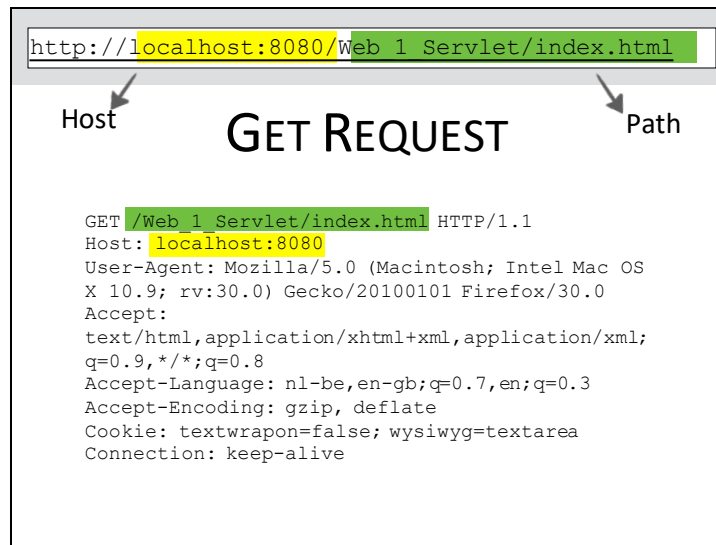 http://localhost:8080/Web 1 Servlet/index.html
Host
Path
GET REQUEST
GET /Web_1_Servlet/index.html HTTP/1.1
Host: localhost:8080
User-Agent: Mozilla/5.0 (Macintosh; Intel Mac OS
X 10.9; rv:30.0) Gecko/20100101 Firefox/30.0
Accept:
text/html,application/xhtml+xml,application/xml;
q=0.9,*/*;q=0.8
Accept-Language: nl-be,en-gb;q=0.7,en;q=0.3
Accept-Encoding: gzip, deflate
Cookie: textwrapon=false; wysiwyg=textarea
Connection: keep-alive